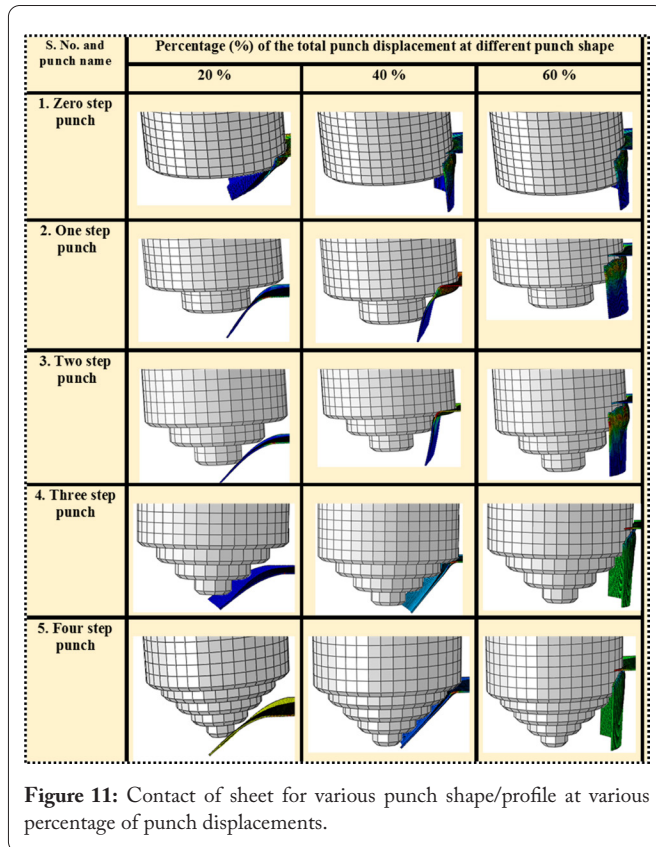 S. No. and
punch name
Percentage (%) of the total punch displacement at different punch shape
20 %
40 %
60 %
1. Zero step
punch
2. One step
punch
3. Two step
punch
4. Three step
punch
5. Four step
punch
Figure 11: Contact of sheet for various punch shape/profile at various
percentage of punch displacements.